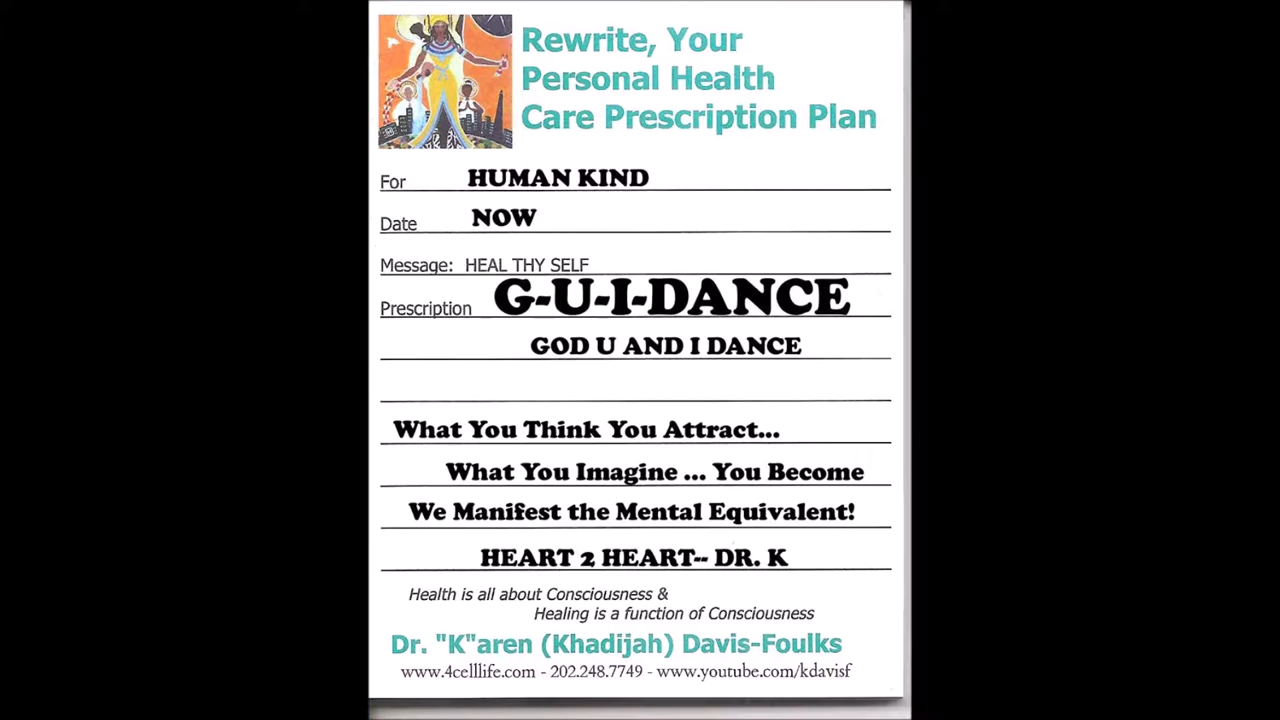 Rewrite, Your
Personal Health
Care Prescription Plan
For HUMAN KIND
Date NOW
Message: HEAL THY SELF
Prescription G-U-I-DANCE
GOD U AND I DANCE
What You Think You Attract...
What You Imagine ... You Become
We Manifest the Mental Equivalent!
HEART 2 HEART-- DR. K
Health is all about Consciousness &
Healing is a function of Consciousness
Dr. "K"aren (Khadijah) Davis-Foulks
www.4celllife.com - 202.248.7749 - www.youtube.com/kdavisf